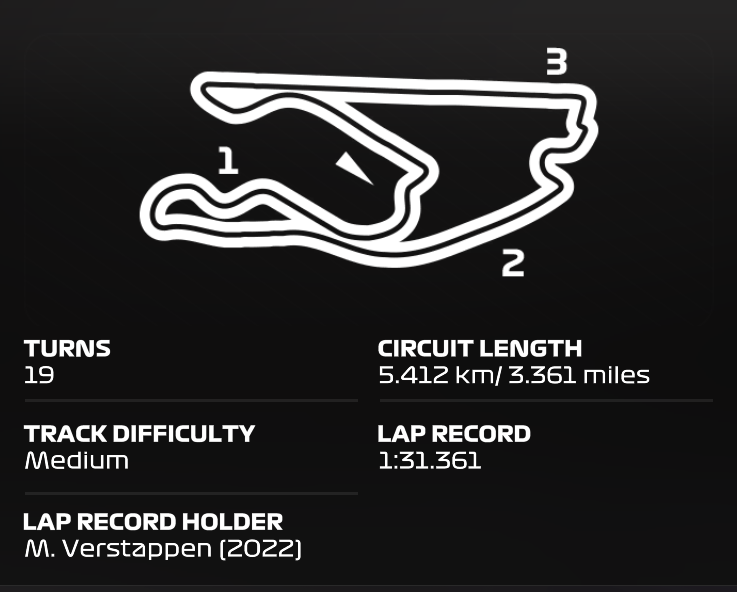 3
1
2
TURNS
19
CIRCUIT LENGTH
5.412 km/ 3.361 miles
TRACK DIFFICULTY
Medium
LAP RECORD
1:31.361
LAP RECORD HOLDER
M. Verstappen (2022)